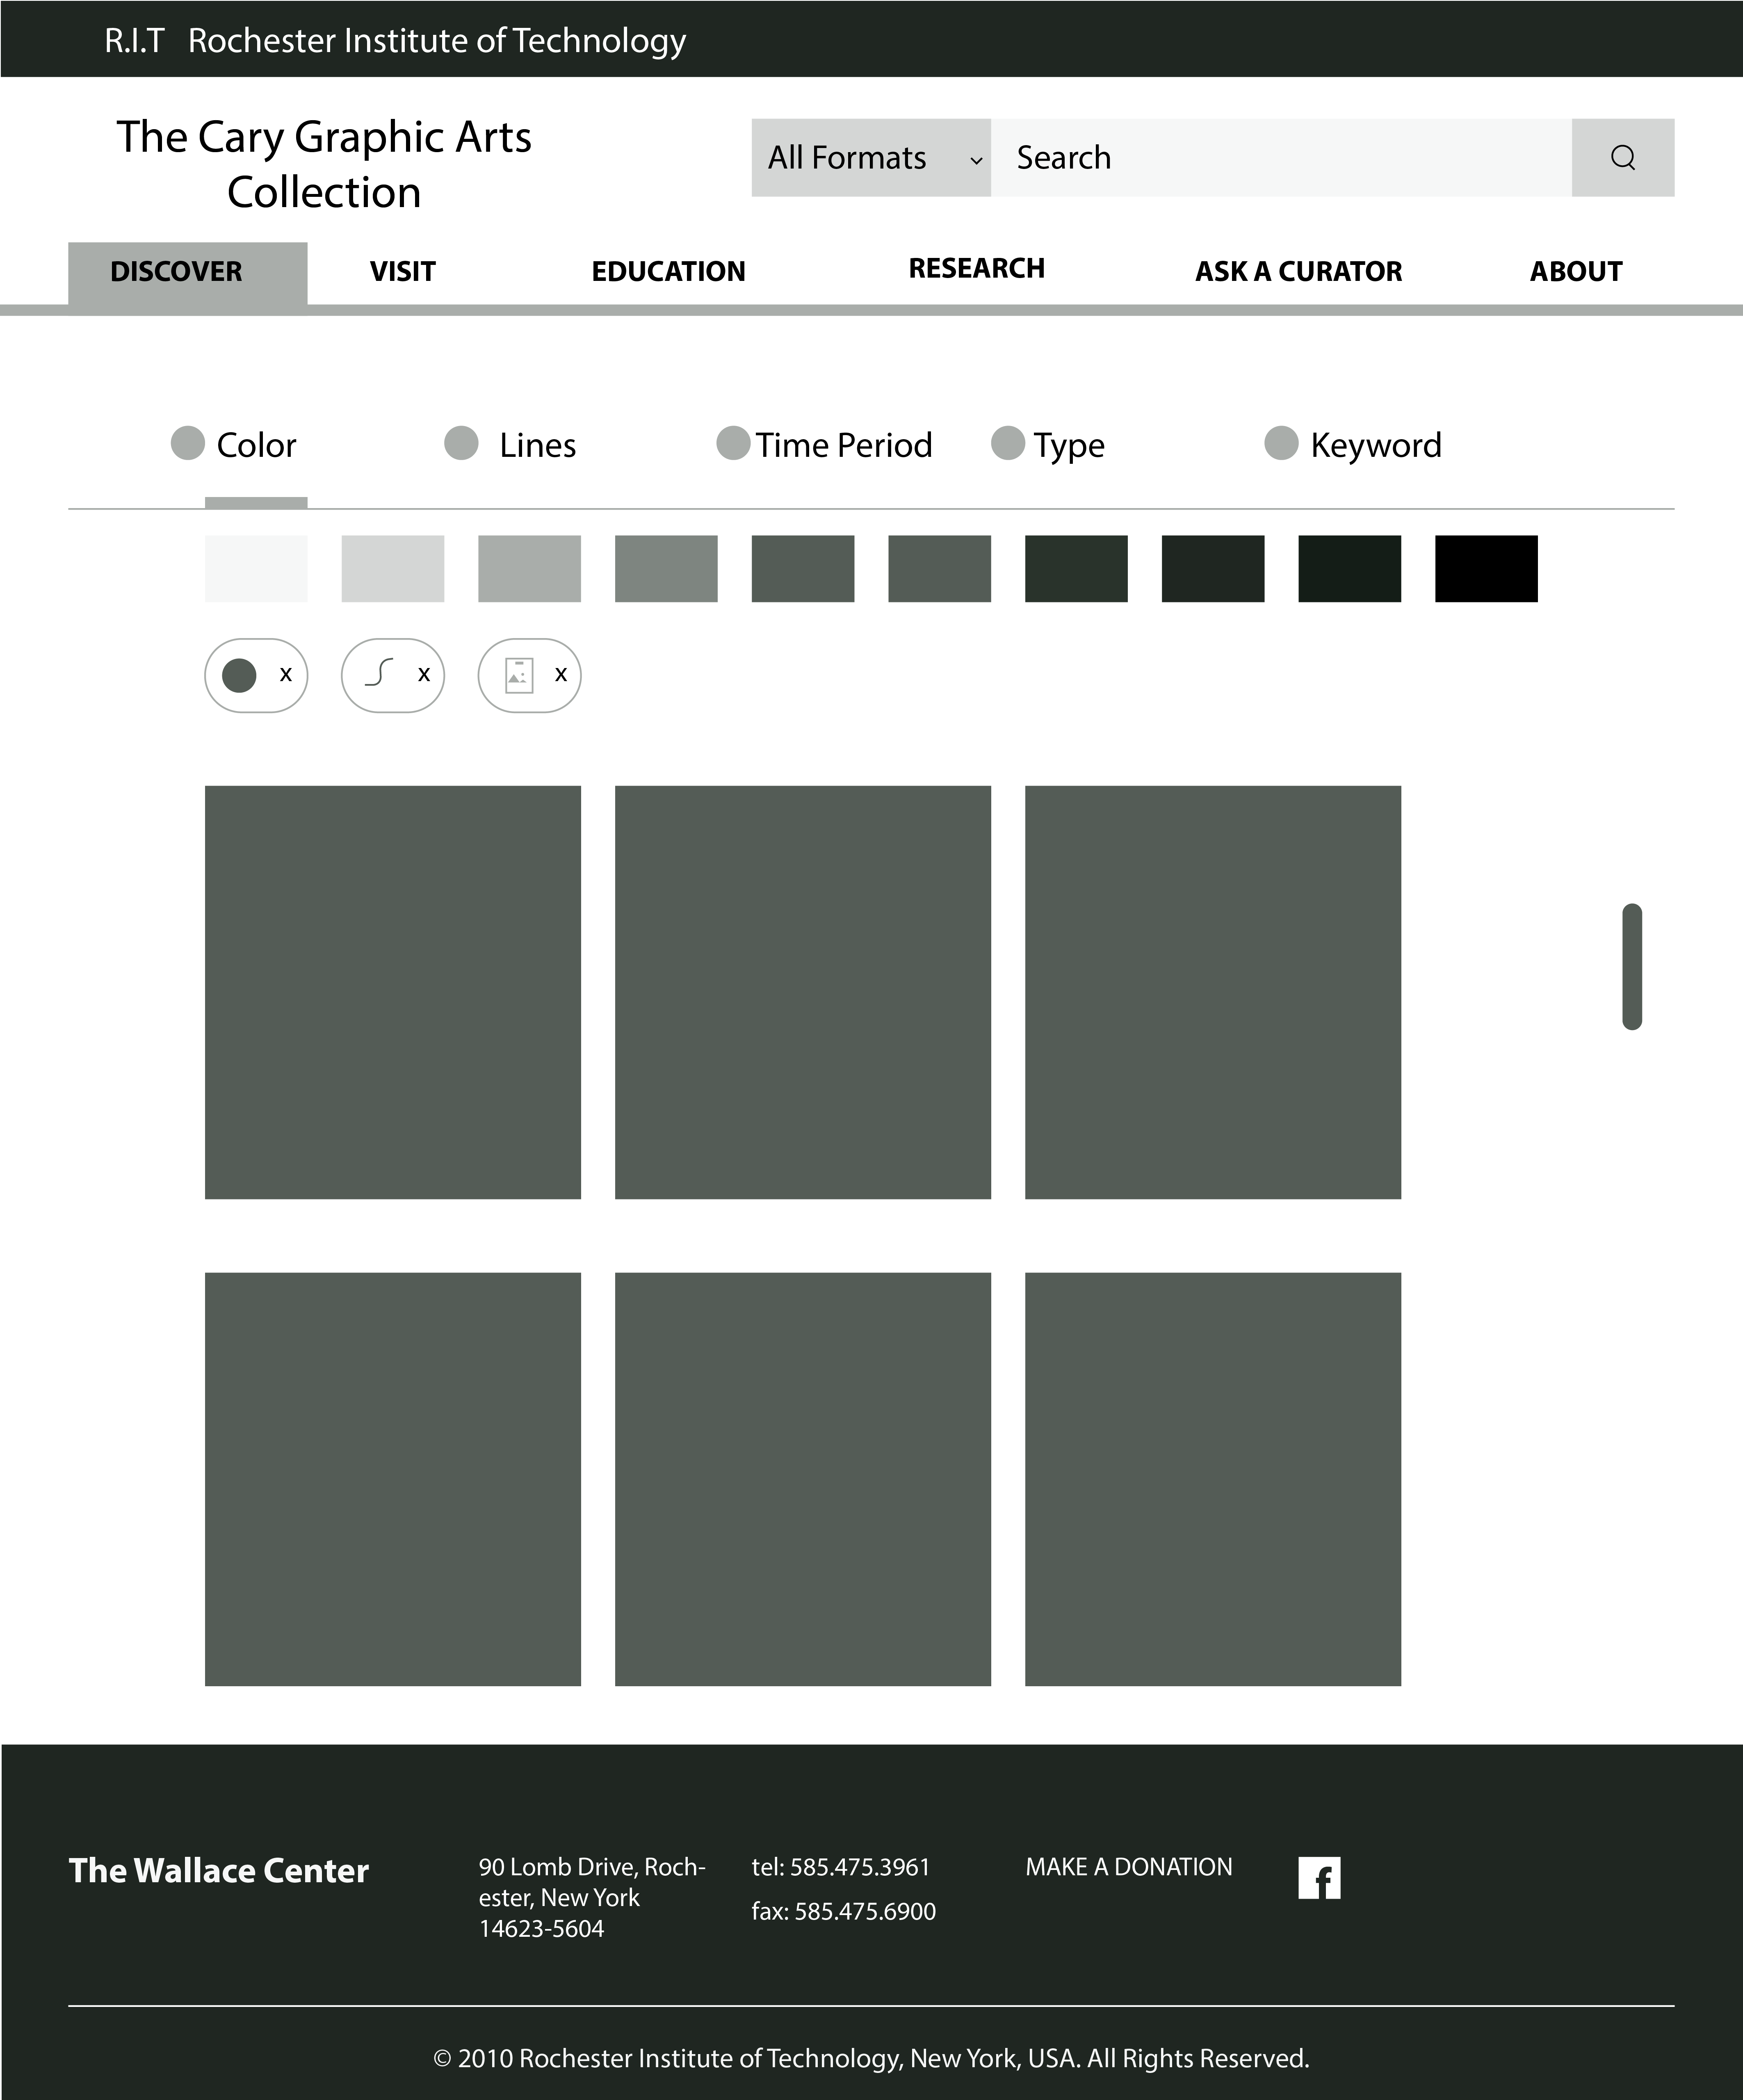 R.I.T Rochester Institute of Technology
The Cary Graphic Arts
Collection
All Formats
Search
DISCOVER
VISIT
EDUCATION
RESEARCH
ASK A CURATOR
ABOUT
Color
Lines
Time Period
Type
Keyword
x
x
x
The Wallace Center
90 Lomb Drive, Roch-
ester, New York
14623-5604
tel: 585.475.3961
fax: 585.475.6900
MAKE A DONATION
f
© 2010 Rochester Institute of Technology, New York, USA. All Rights Reserved.